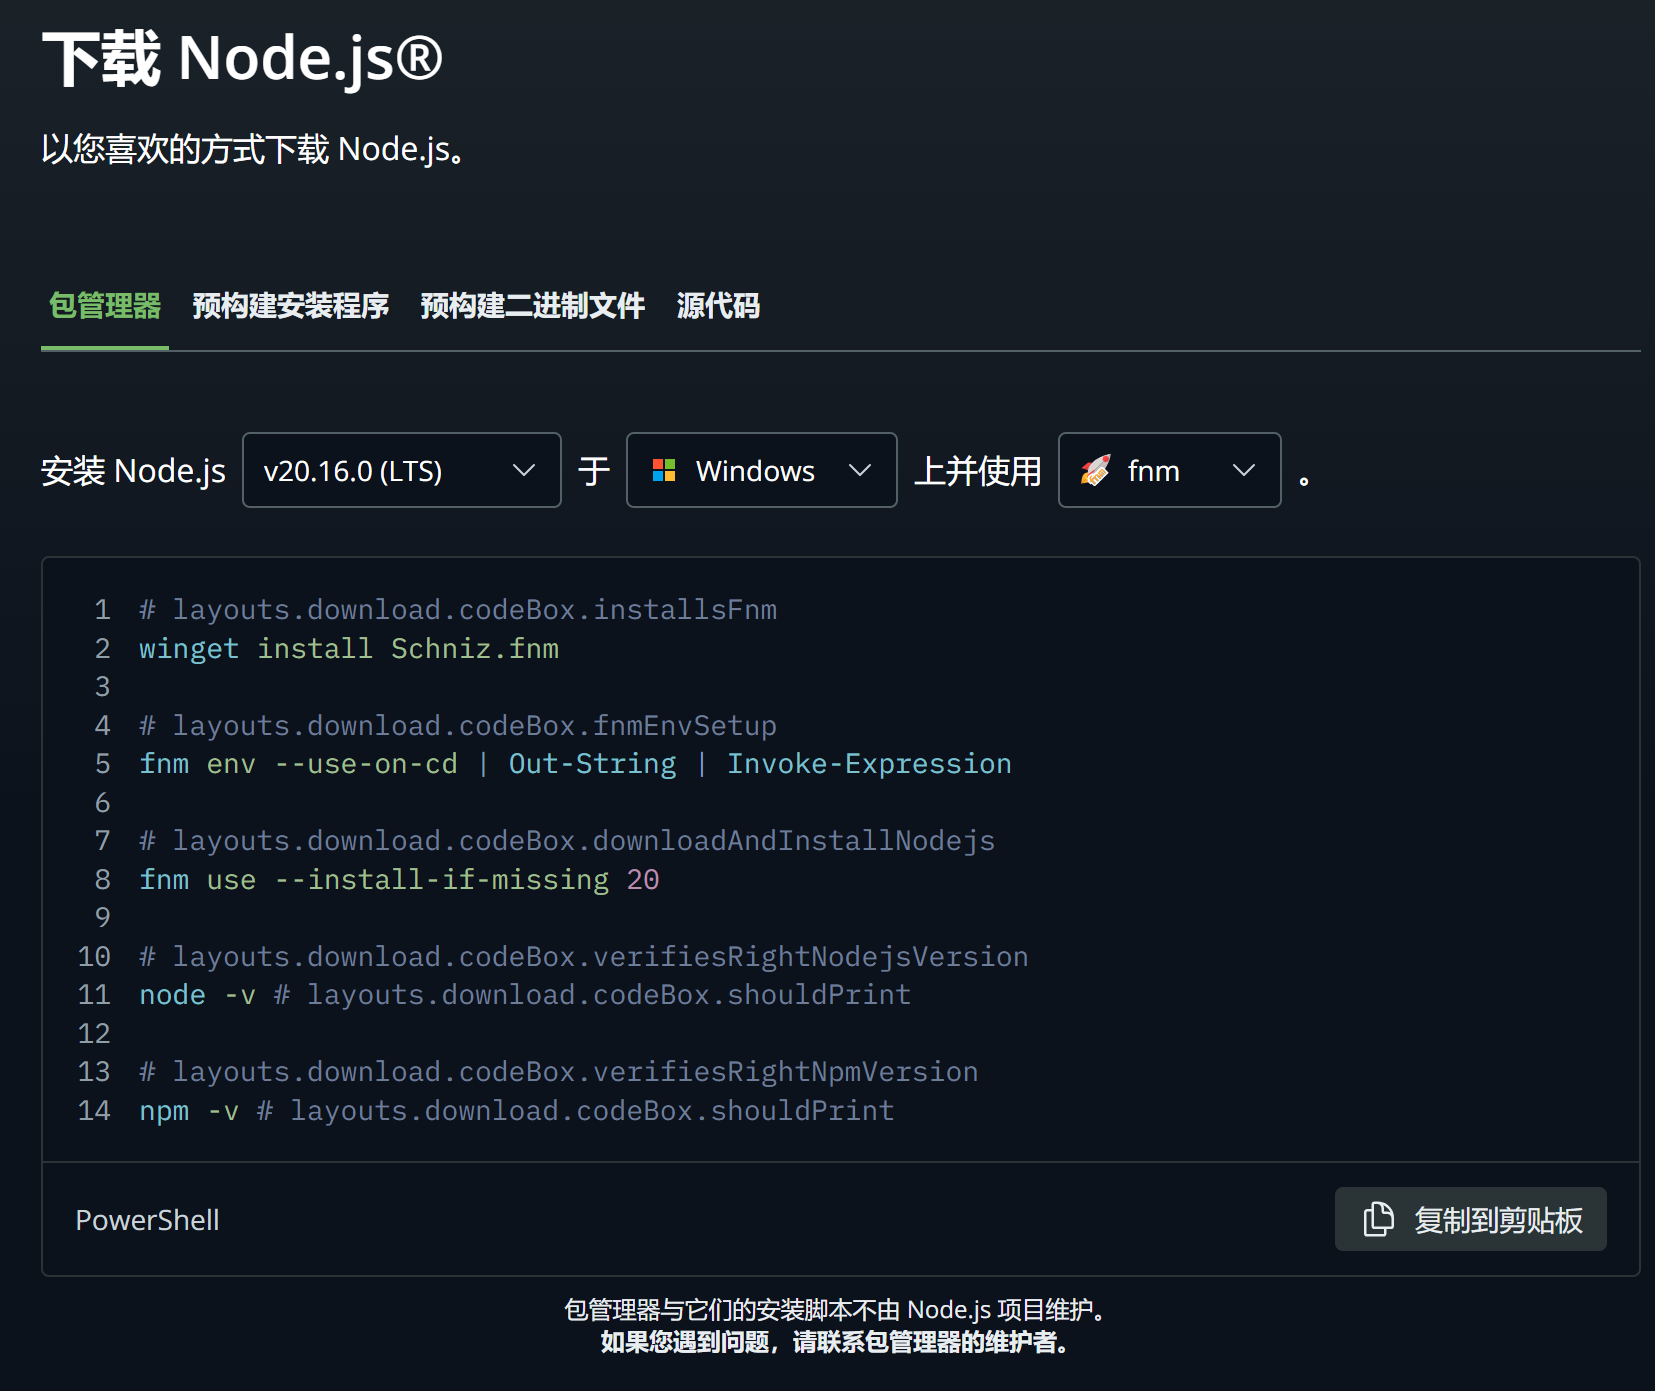 下载 Node.js®
以您喜欢的方式下载 Node.js。
包管理器 预构建安装程序 预构建二进制文件 源代码
安装 Node.js v20.16.0 (LTS) 于 Windows 上并使用 fnm 。
1 # layouts.download.codeBox.installsFnm
2 winget install Schniz.fnm
3
4 # layouts.download.codeBox.fnmEnvSetup
5 fnm env --use-on-cd | Out-String | Invoke-Expression
6
7 # layouts.download.codeBox.downloadAndInstallNodejs
8 fnm use --install-if-missing 20
9
10 # layouts.download.codeBox.verifiesRightNodejsVersion
11 node -v # layouts.download.codeBox.shouldPrint
12
13 # layouts.download.codeBox.verifiesRightNpmVersion
14 npm -v # layouts.download.codeBox.shouldPrint
PowerShell 复制到剪贴板
包管理器与它们的安装脚本不由 Node.js 项目维护。
如果您遇到问题，请联系包管理器的维护者。